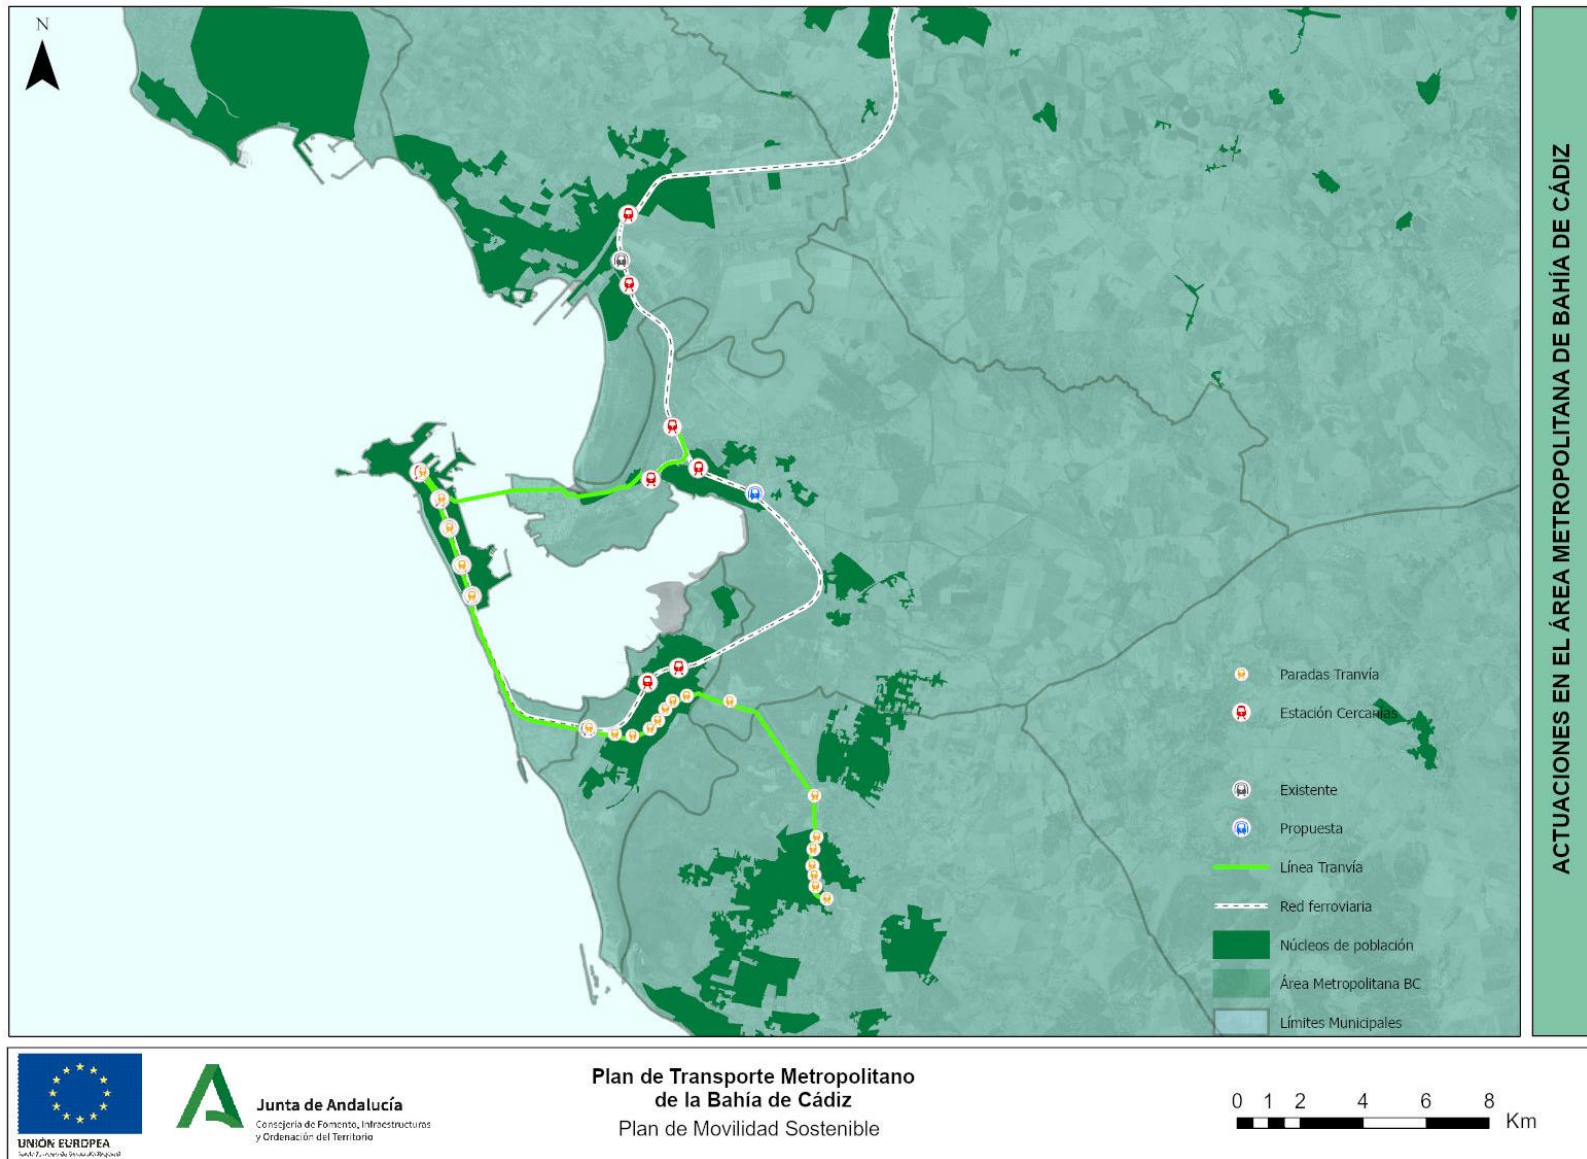 N
ACTUACIONES EN EL ÁREA METROPOLITANA DE BAHÍA DE CÁDIZ
Paradas Tranvía
Estación Cercanías
Existente
Propuesta
Línea Tranvía
Red ferroviaria
Núcleos de población
Área Metropolitana BC
Límites Municipales
UNIÓN EUROPEA
Junta de Andalucía
Consejería de Fomento, Infraestructuras
y Ordenación del Territorio
Plan de Transporte Metropolitano
de la Bahía de Cádiz
Plan de Movilidad Sostenible
0 1 2 4 6 8
Km